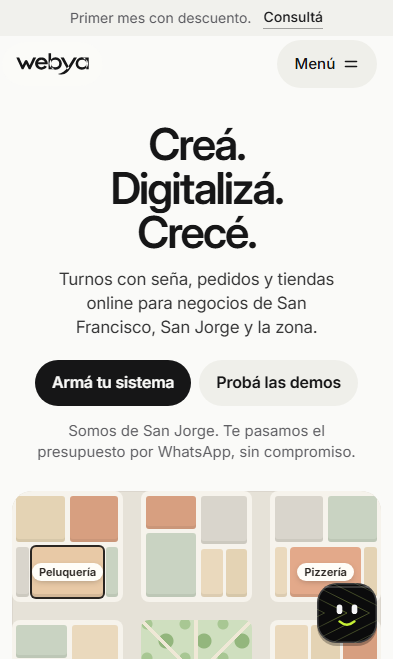 Primer mes con descuento. Consultá
webya
Menú
Creá.
Digitalizá.
Crecé.
Turnos con seña, pedidos y tiendas
online para negocios de San
Francisco, San Jorge y la zona.
Armá tu sistema
Probá las demos
Somos de San Jorge. Te pasamos el
presupuesto por WhatsApp, sin compromiso.
Peluquería
Pizzería